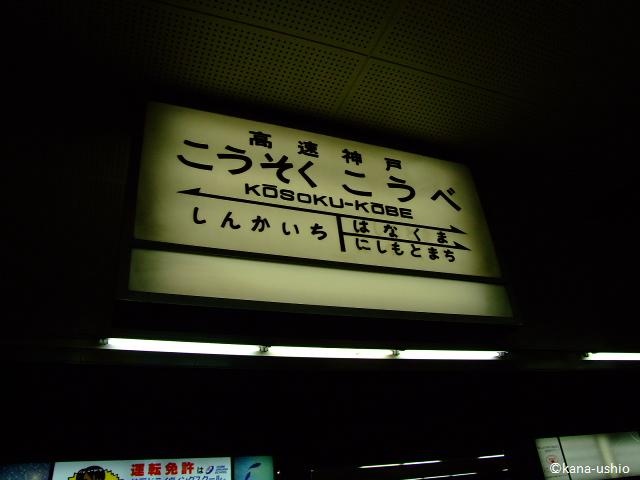 高速神戸
こうそくこうべ
KŌSOKU-KŌBE
しんかいち
はなくま
にしもとまち
運転免許は
©kana-ushio